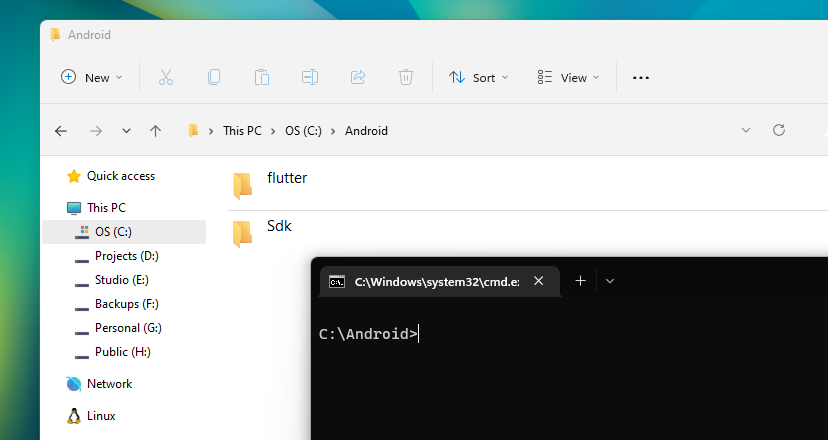 Android
New Sort View
This PC OS (C:) Android
Quick access
This PC
OS (C:)
Projects (D:)
Studio (E:)
Backups (F:)
Personal (G:)
Public (H:)
Network
Linux
flutter
Sdk
C:\Windows\system32\cmd.e
C:\Android>